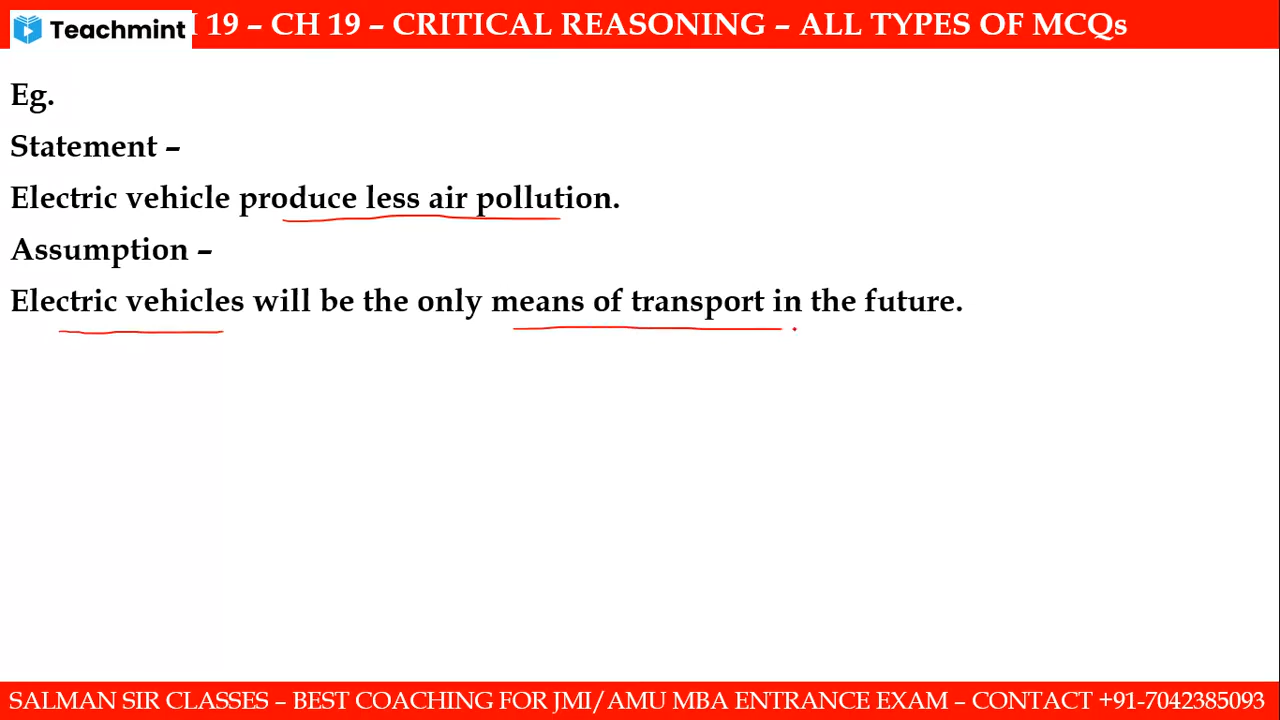 Teachmint
19 – CH 19 – CRITICAL REASONING – ALL TYPES OF MCQs
Eg.
Statement –
Electric vehicle produce less air pollution.
Assumption –
Electric vehicles will be the only means of transport in the future.
SALMAN SIR CLASSES – BEST COACHING FOR JMI/AMU MBA ENTRANCE EXAM – CONTACT +91-7042385093